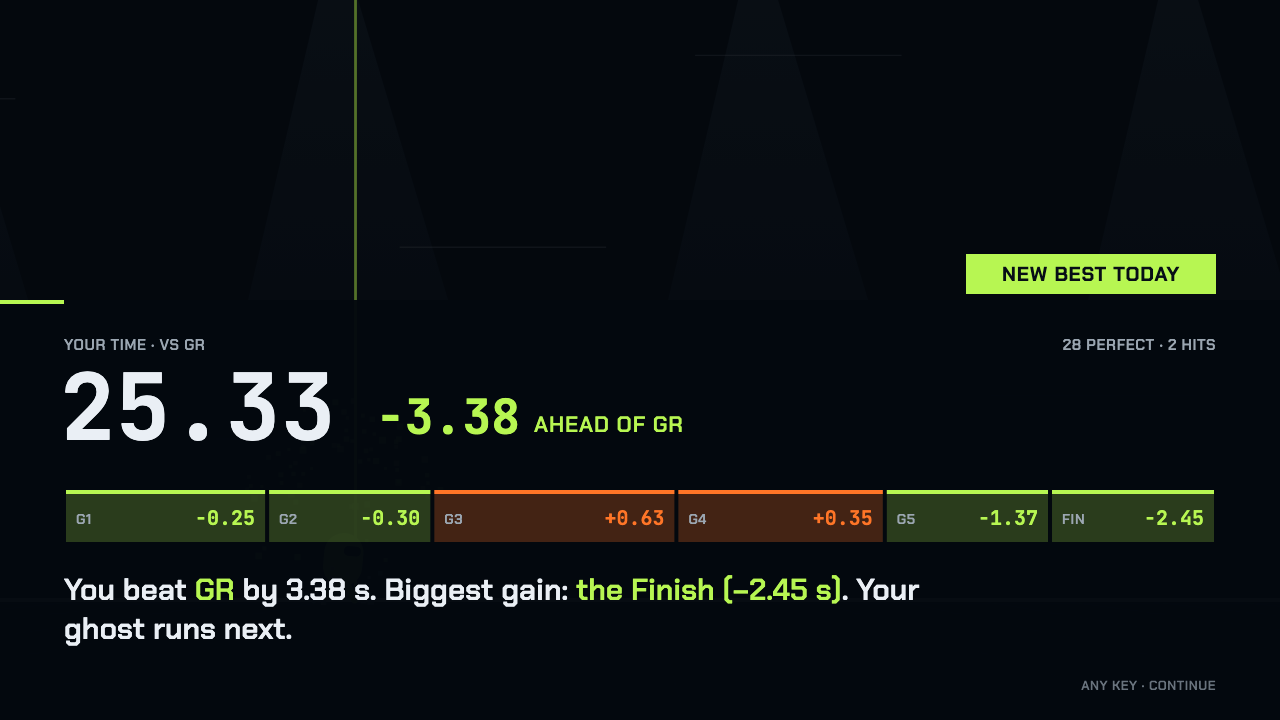 NEW BEST TODAY
YOUR TIME · VS GR
28 PERFECT · 2 HITS
25.33
-3.38 AHEAD OF GR
G1 -0.25
G2 -0.30
G3 +0.63
G4 +0.35
G5 -1.37
FIN -2.45
You beat GR by 3.38 s. Biggest gain: the Finish (–2.45 s). Your
ghost runs next.
ANY KEY · CONTINUE